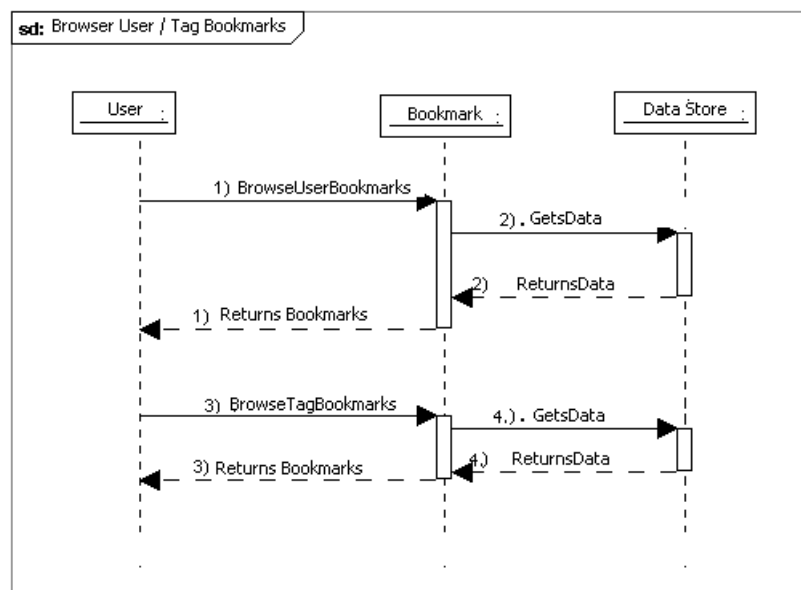 sd: Browser User / Tag Bookmarks
User :
Bookmark :
Data Store :
1) BrowseUserBookmarks
2). GetsData
2) ReturnsData
1) Returns Bookmarks
3) BrowseTagBookmarks
4.). GetsData
4.) ReturnsData
3) Returns Bookmarks